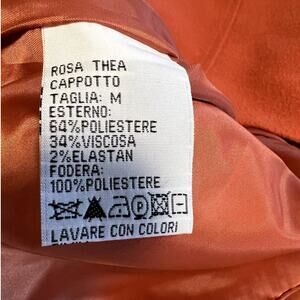 ROSA THEA
CAPPOTTO
TAGLIA: M
ESTERNO:
64%POLIESTERE
34%VISCOSA
2%ELASTAN
FODERA:
100%POLIESTERE
P
LAVARE CON COLORI